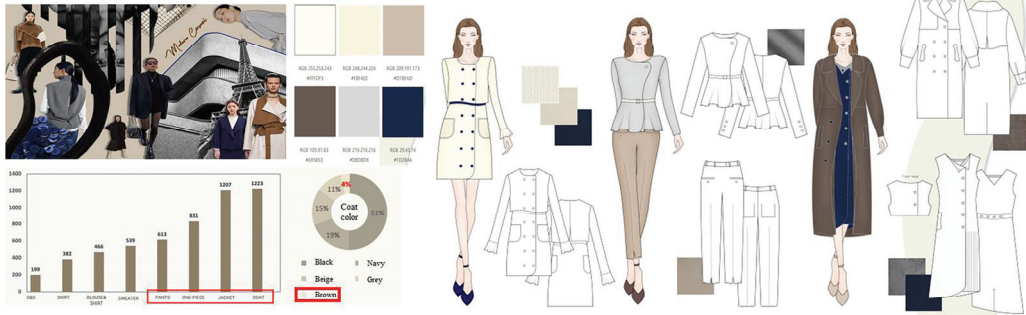 Modern Casual
RGB 255.253.243
#FFFDF3
RGB 248.244.224
RGB 209.191.173
#D1BFAD
RGB 105.91.83
#695B53
RGB 216.216.216
#D8D8D8
RGB 29.43.74
#1D2B4A
1400
1200
1000
800
600
400
200
0
199
382
466
539
613
831
1207
1223
SHIRT
BLOUSE&
SHIRT
SWEATER
PANTS
ONE-PIECE
JACKET
COAT
Coat
color
4%
11%
15%
19%
51%
Black
Navy
Beige
Grey
Brown